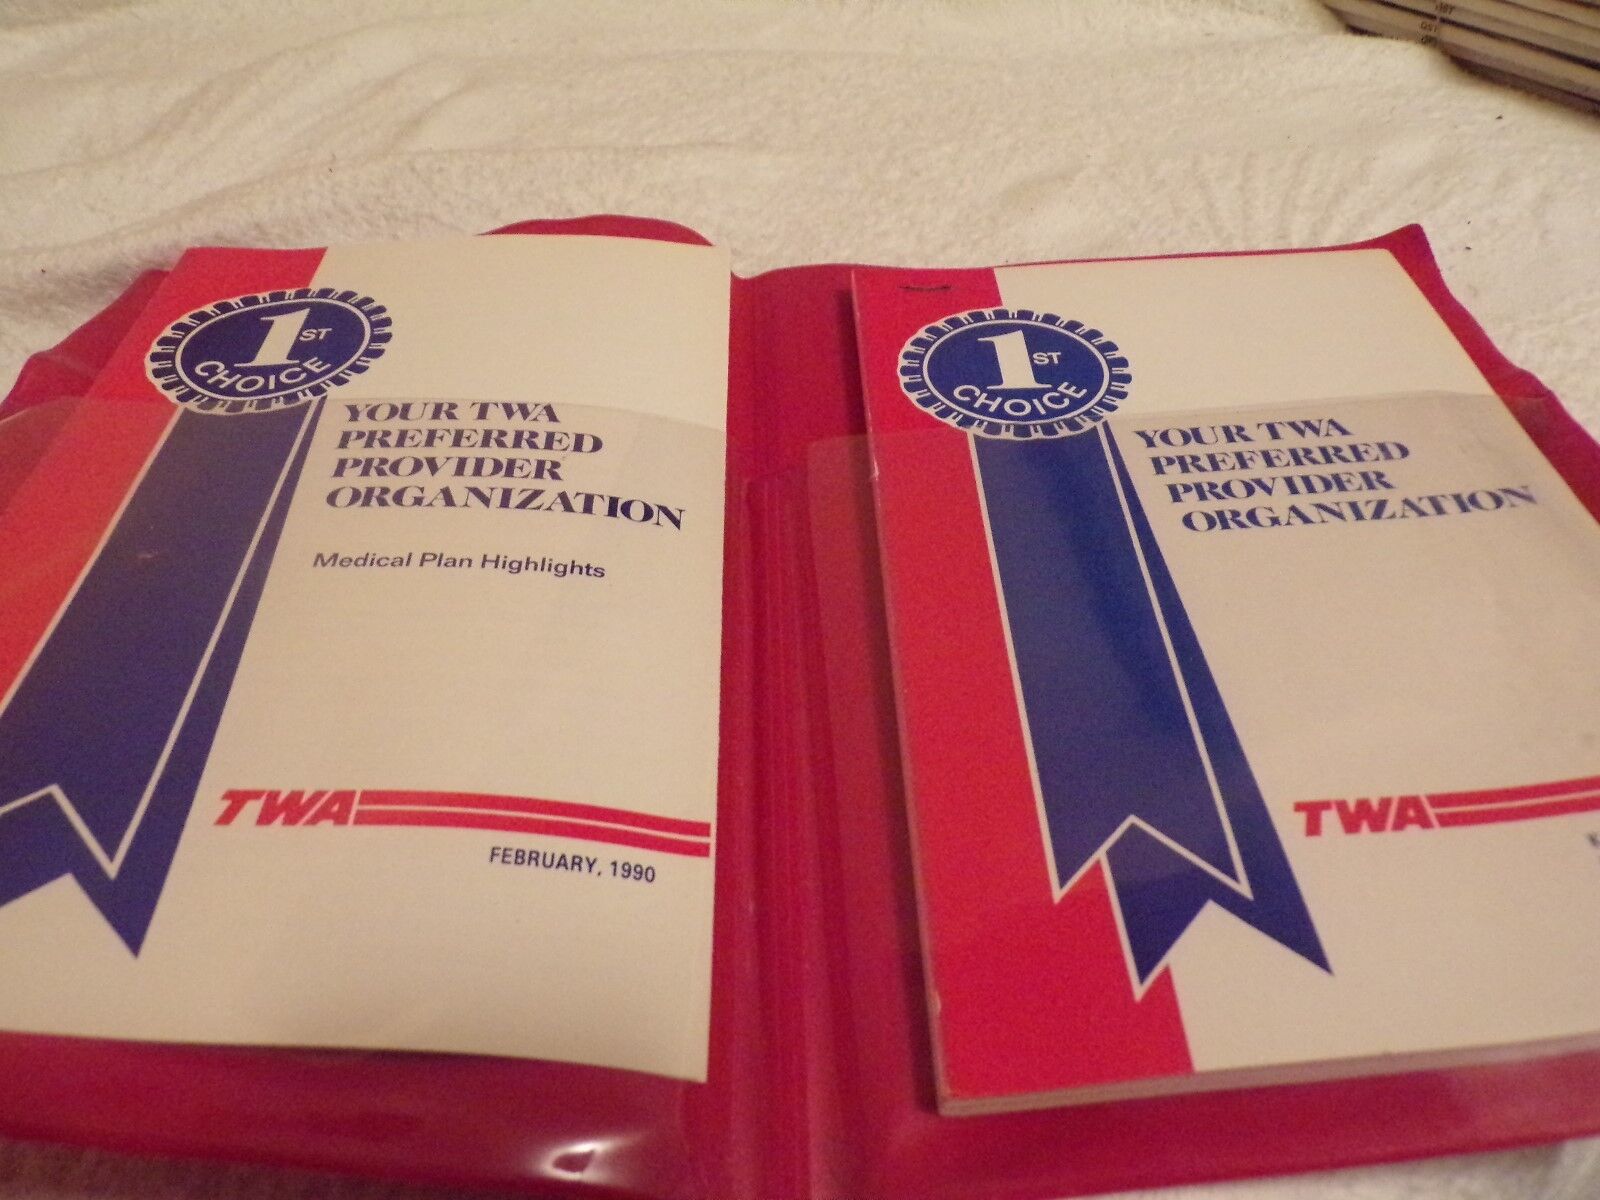 1ST
CHOICE
YOUR TWA
PREFERRED
PROVIDER
ORGANIZATION
Medical Plan Highlights
TWA
FEBRUARY, 1990
1ST
CHOICE
YOUR TWA
PREFERRED
PROVIDER
ORGANIZATION
TWA